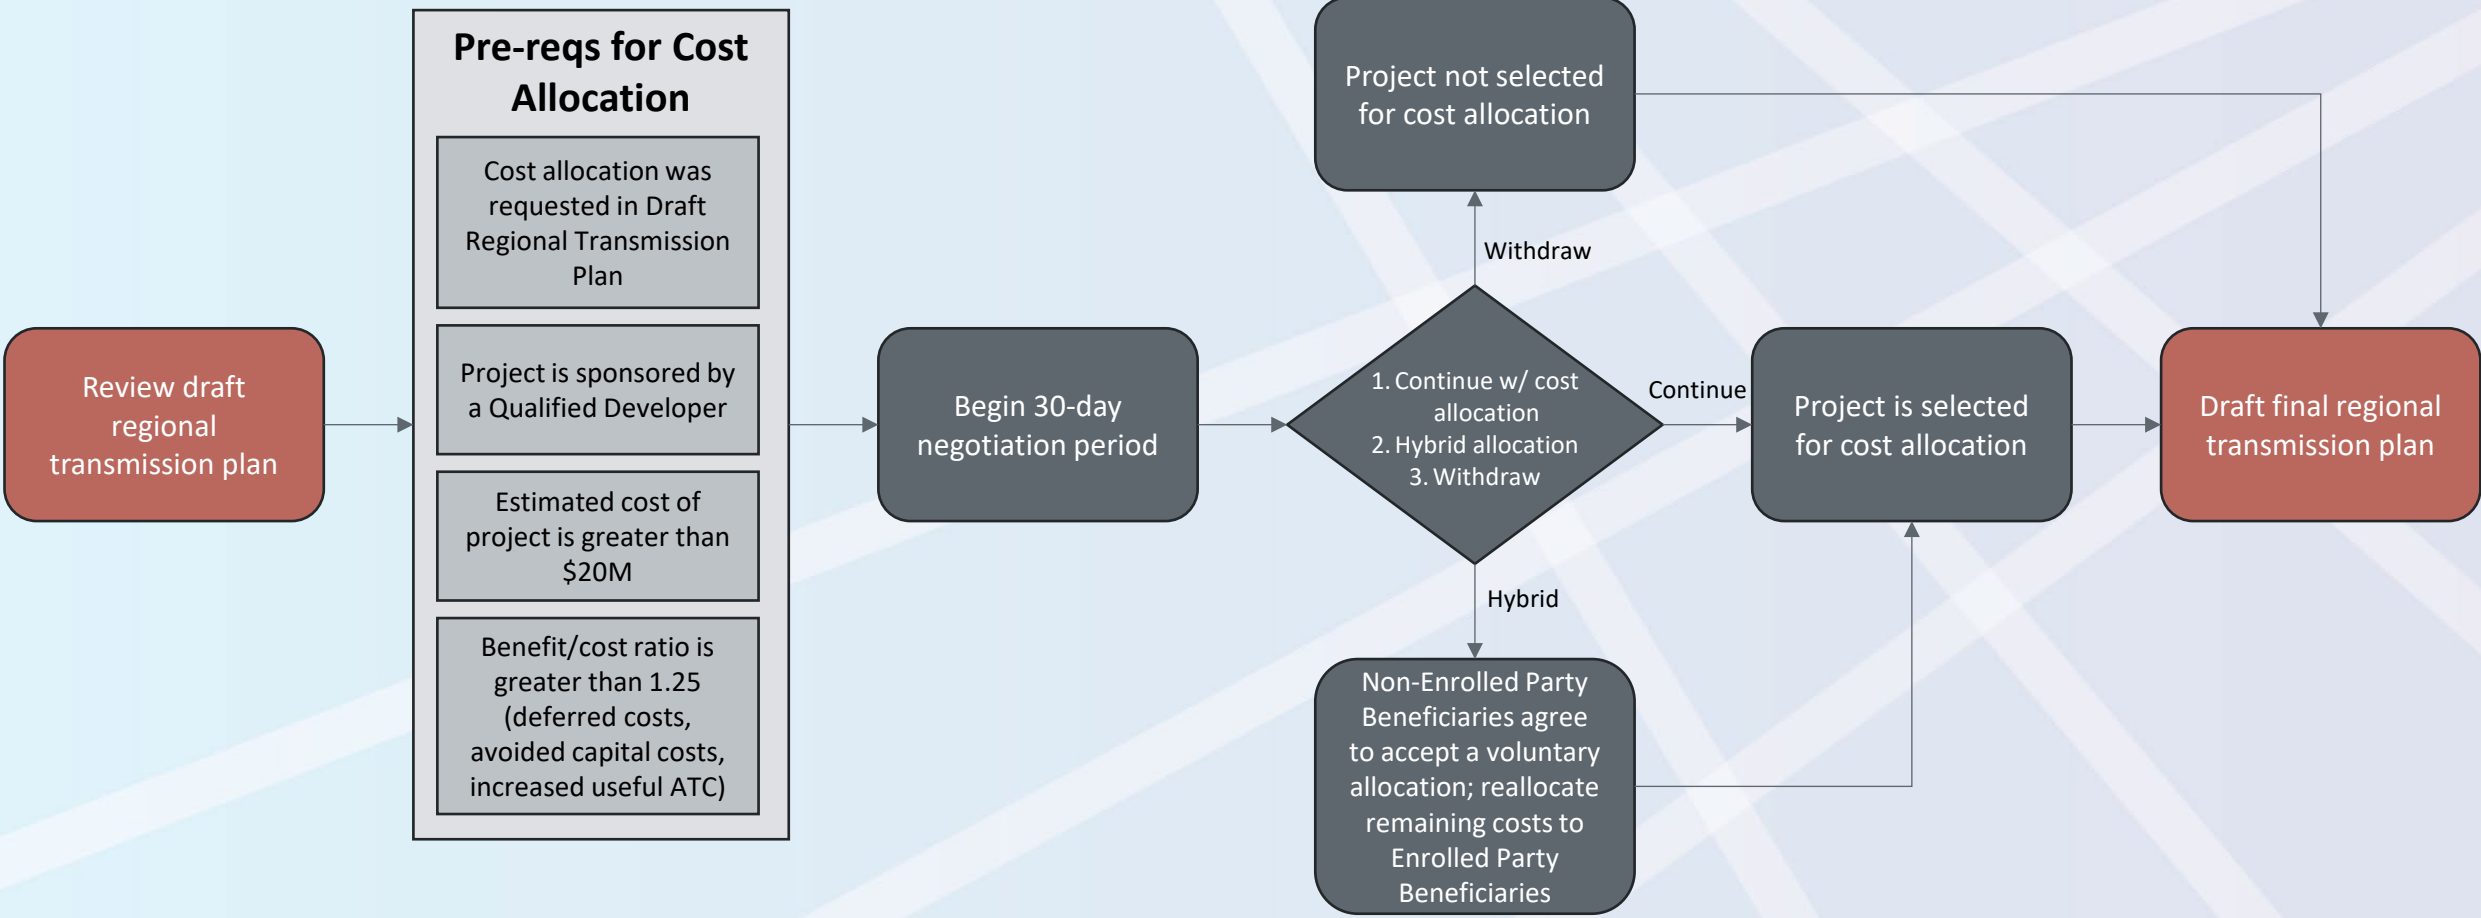 Pre-reqs for Cost
Allocation
Cost allocation was
requested in Draft
Regional Transmission
Plan
Project is sponsored by
a Qualified Developer
Estimated cost of
project is greater than
$20M
Benefit/cost ratio is
greater than 1.25
(deferred costs,
avoided capital costs,
increased useful ATC)
Review draft
regional
transmission plan
Begin 30-day
negotiation period
1. Continue w/ cost
allocation
2. Hybrid allocation
3. Withdraw
Withdraw
Project not selected
for cost allocation
Continue
Project is selected
for cost allocation
Hybrid
Non-Enrolled Party
Beneficiaries agree
to accept a voluntary
allocation; reallocate
remaining costs to
Enrolled Party
Beneficiaries
Draft final regional
transmission plan